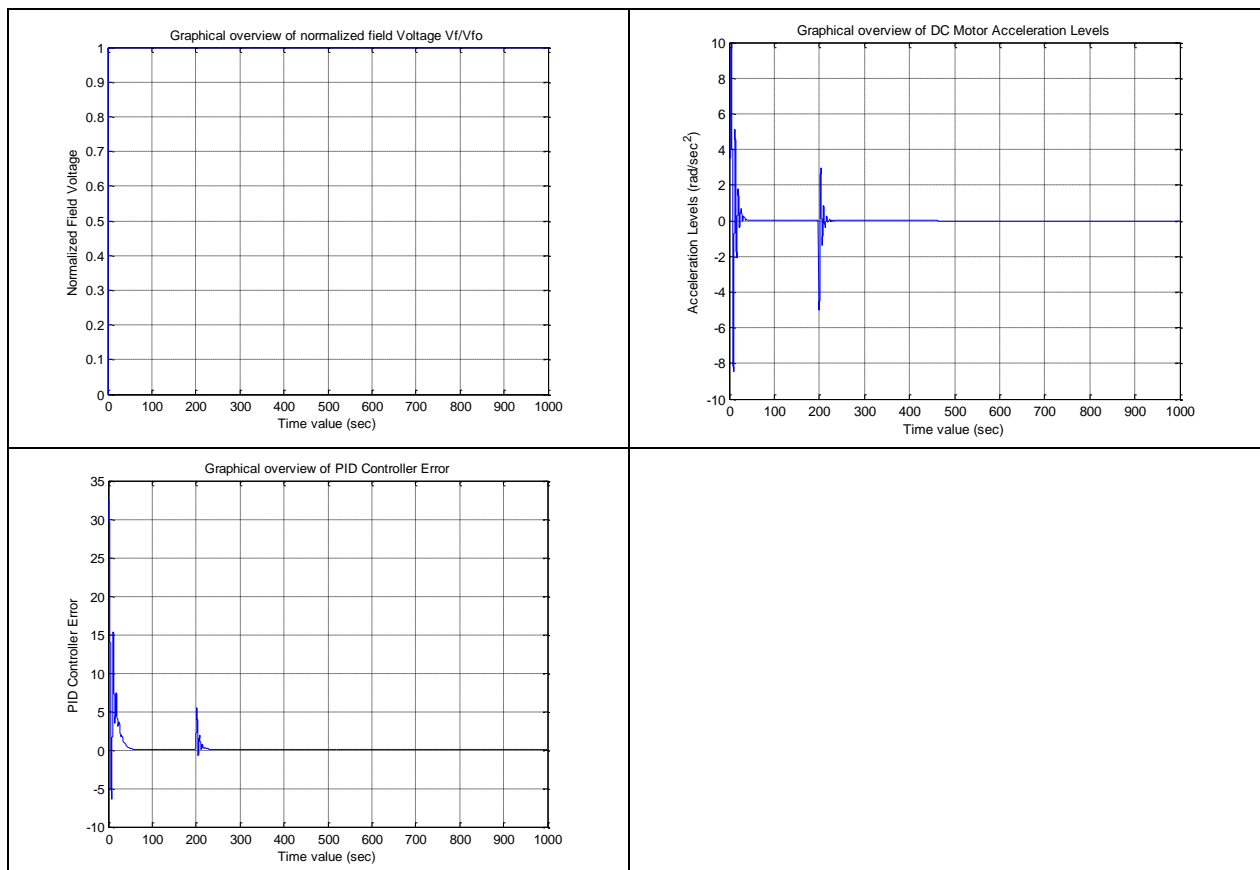 Graphical overview of normalized field Voltage Vf/Vfo
1
0.9
0.8
0.7
0.6
0.5
0.4
0.3
0.2
0.1
0
Normalized Field Voltage
0 100 200 300 400 500 600 700 800 900 1000
Time value (sec)
Graphical overview of DC Motor Acceleration Levels
10
8
6
4
2
0
-2
-4
-6
-8
-10
Acceleration Levels (rad/sec²)
0 100 200 300 400 500 600 700 800 900 1000
Time value (sec)
Graphical overview of PID Controller Error
35
30
25
20
15
10
5
0
-5
-10
PID Controller Error
0 100 200 300 400 500 600 700 800 900 1000
Time value (sec)